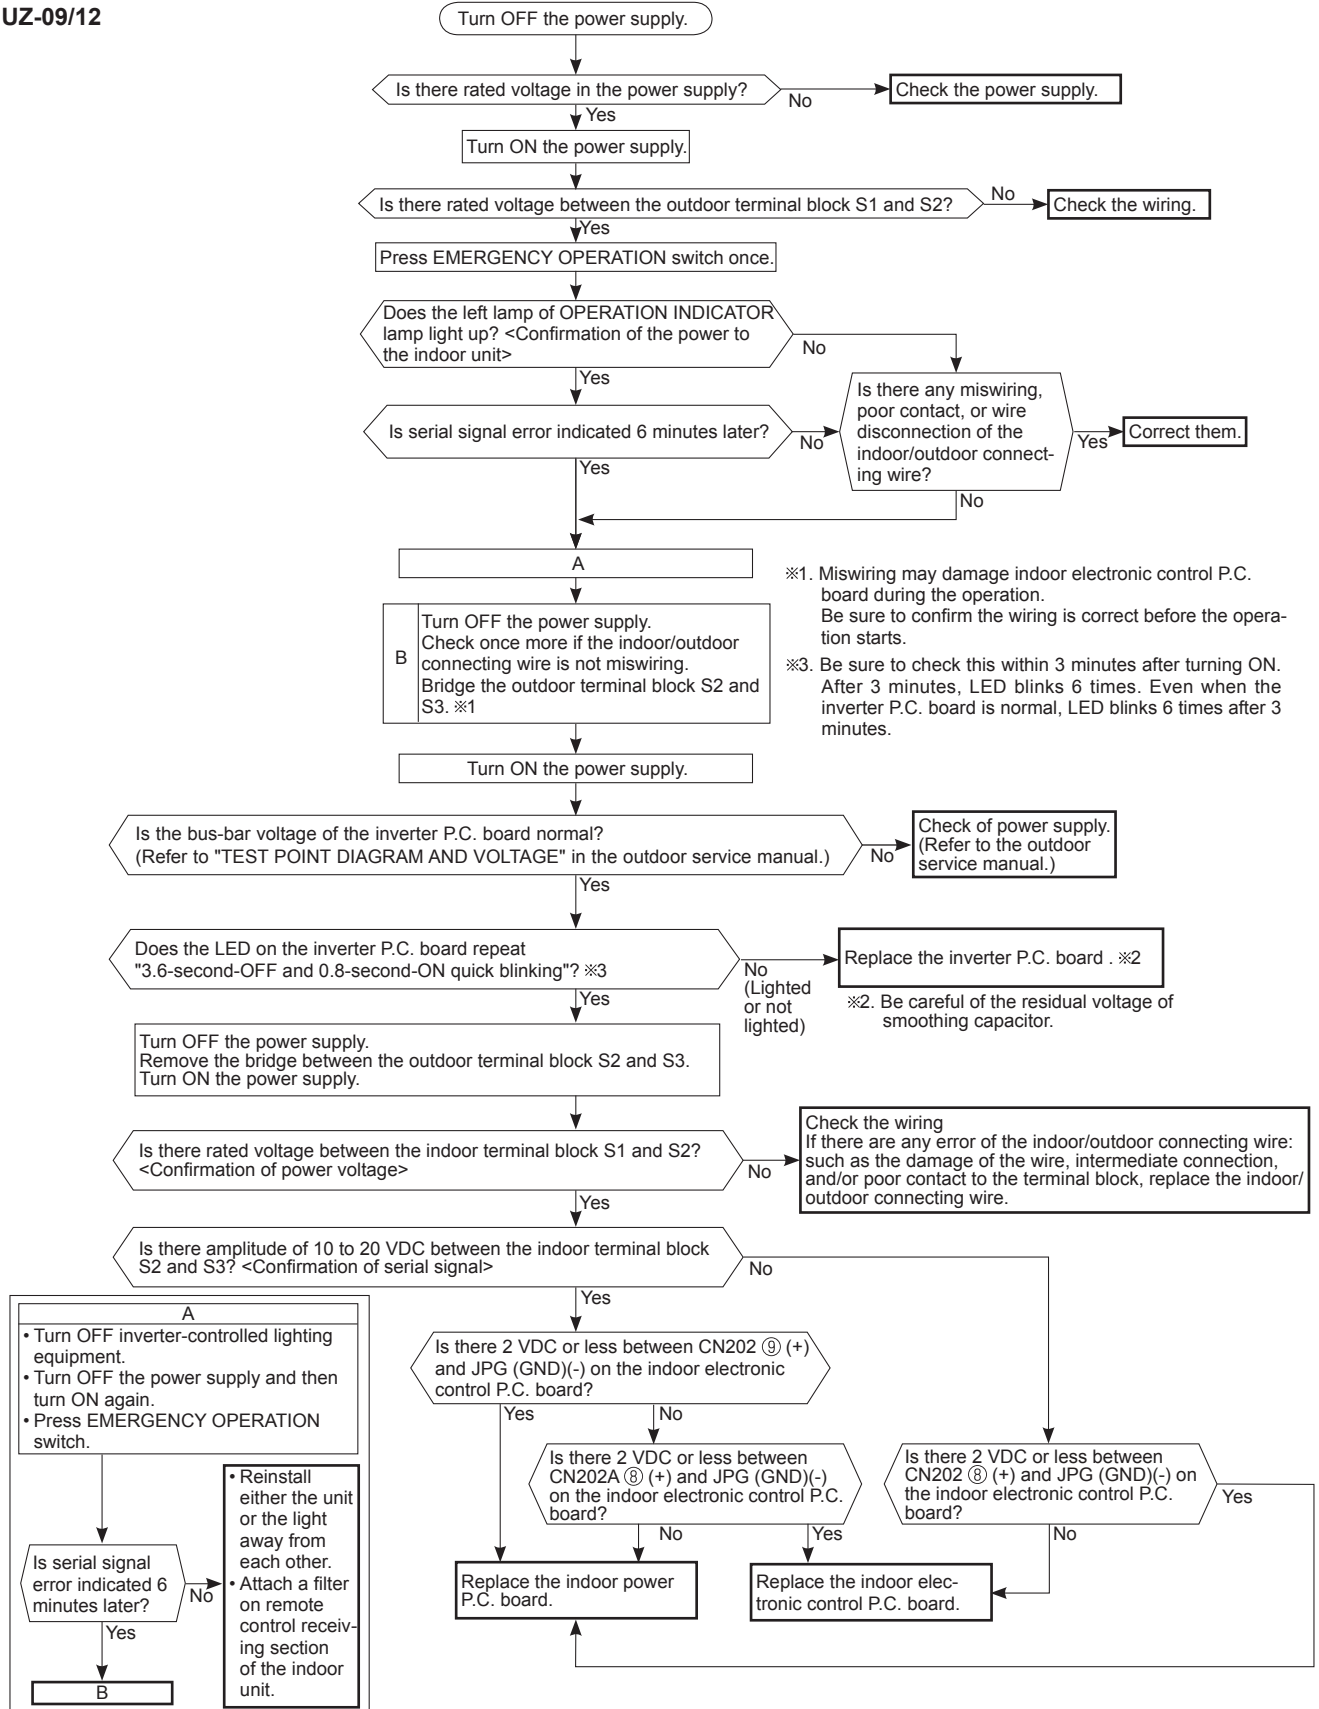 UZ-09/12
Turn OFF the power supply.
Is there rated voltage in the power supply?
No
Check the power supply.
Yes
Turn ON the power supply.
Is there rated voltage between the outdoor terminal block S1 and S2?
No
Check the wiring.
Yes
Press EMERGENCY OPERATION switch once.
Does the left lamp of OPERATION INDICATOR
lamp light up? <Confirmation of the power to
the indoor unit>
No
Yes
Is there any miswiring,
poor contact, or wire
disconnection of the
indoor/outdoor connect-
ing wire?
Yes
Correct them.
No
Is serial signal error indicated 6 minutes later?
No
Yes
A
B
Turn OFF the power supply.
Check once more if the indoor/outdoor
connecting wire is not miswiring.
Bridge the outdoor terminal block S2 and
S3. ※1
※1. Miswiring may damage indoor electronic control P.C.
board during the operation.
Be sure to confirm the wiring is correct before the opera-
tion starts.
※3. Be sure to check this within 3 minutes after turning ON.
After 3 minutes, LED blinks 6 times. Even when the
inverter P.C. board is normal, LED blinks 6 times after 3
minutes.
Turn ON the power supply.
Is the bus-bar voltage of the inverter P.C. board normal?
(Refer to "TEST POINT DIAGRAM AND VOLTAGE" in the outdoor service manual.)
No
Check of power supply.
(Refer to the outdoor
service manual.)
Yes
Does the LED on the inverter P.C. board repeat
"3.6-second-OFF and 0.8-second-ON quick blinking"? ※3
No
(Lighted
or not
lighted)
Replace the inverter P.C. board . ※2
※2. Be careful of the residual voltage of
smoothing capacitor.
Yes
Turn OFF the power supply.
Remove the bridge between the outdoor terminal block S2 and S3.
Turn ON the power supply.
Is there rated voltage between the indoor terminal block S1 and S2?
<Confirmation of power voltage>
No
Check the wiring
If there are any error of the indoor/outdoor connecting wire:
such as the damage of the wire, intermediate connection,
and/or poor contact to the terminal block, replace the indoor/
outdoor connecting wire.
Yes
Is there amplitude of 10 to 20 VDC between the indoor terminal block
S2 and S3? <Confirmation of serial signal>
No
Yes
Is there 2 VDC or less between CN202 ⑨ (+)
and JPG (GND)(-) on the indoor electronic
control P.C. board?
Yes
No
Is there 2 VDC or less between
CN202A ⑧ (+) and JPG (GND)(-)
on the indoor electronic control P.C.
board?
No
Yes
Is there 2 VDC or less between
CN202 ⑧ (+) and JPG (GND)(-) on
the indoor electronic control P.C.
board?
Yes
No
Replace the indoor power
P.C. board.
Replace the indoor elec-
tronic control P.C. board.
A
• Turn OFF inverter-controlled lighting
equipment.
• Turn OFF the power supply and then
turn ON again.
• Press EMERGENCY OPERATION
switch.
Is serial signal
error indicated 6
minutes later?
No
Yes
• Reinstall
either the unit
or the light
away from
each other.
• Attach a filter
on remote
control receiv-
ing section
of the indoor
unit.
B